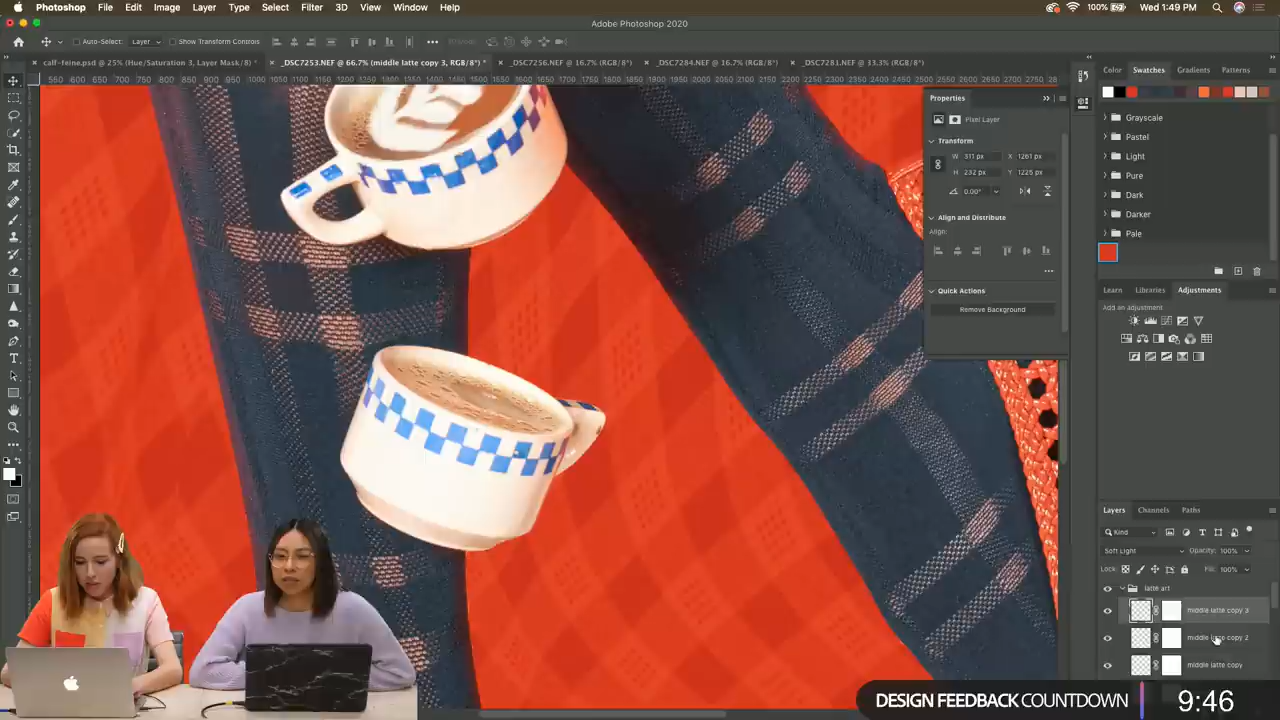 Photoshop File Edit Image Layer Type Select Filter 3D View Window Help 100% Wed 1:49 PM
Adobe Photoshop 2020
Auto-Select: Layer Show Transform Controls
calf-feine.psd @ 25% (Hue/Saturation 3, Layer Mask/8) * _DSC7253.NEF @ 66.7% (middle latte copy 3, RGB/8*) * _DSC7256.NEF @ 16.7% (RGB/8*) _DSC7284.NEF @ 16.7% (RGB/8*) _DSC7281.NEF @ 33.3% (RGB/8*)
Color Swatches Gradients Patterns
Properties
Pixel Layer
Transform
W 311 px X 1261 px
H 232 px Y 1225 px
0.00°
Align and Distribute
Align:
Quick Actions
Remove Background
Grayscale
Pastel
Light
Pure
Dark
Darker
Pale
Learn Libraries Adjustments
Add an adjustment
Layers Channels Paths
Kind
Soft Light Opacity: 100%
Lock: Fill: 100%
latte art
middle latte copy 3
middle latte copy 2
middle latte copy
DESIGN FEEDBACK COUNTDOWN 9:46